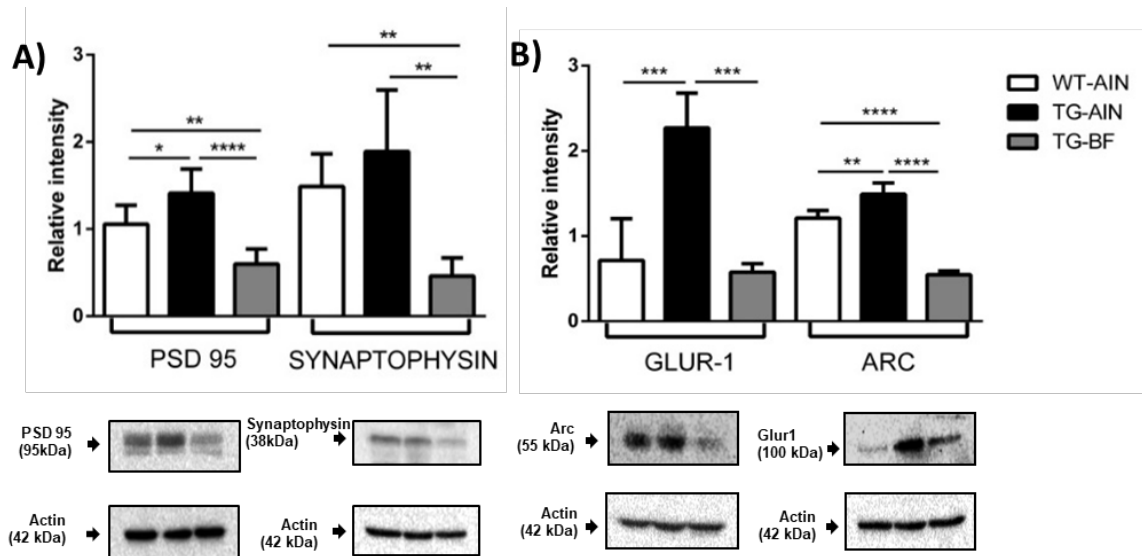 A)
Relative intensity
3
2
1
0
**
*
****
**
**
PSD 95
SYNAPTOPHYSIN
B)
Relative intensity
3
2
1
0
***
***
****
**
****
GLUR-1
ARC
WT-AIN
TG-AIN
TG-BF
PSD 95
(95kDa)
Synaptophysin
(38kDa)
Arc
(55 kDa)
Glur1
(100 kDa)
Actin
(42 kDa)
Actin
(42 kDa)
Actin
(42 kDa)
Actin
(42 kDa)